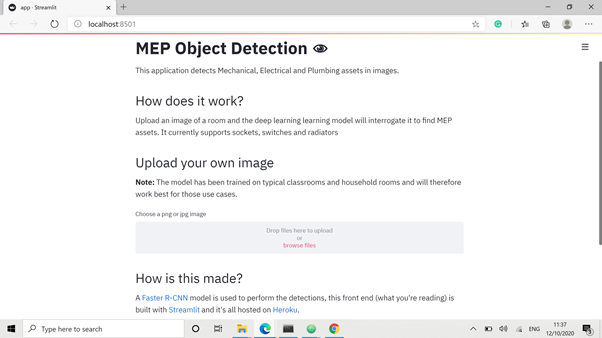 app · Streamlit
localhost:8501
MEP Object Detection
This application detects Mechanical, Electrical and Plumbing assets in images.
How does it work?
Upload an image of a room and the deep learning learning model will interrogate it to find MEP
assets. It currently supports sockets, switches and radiators
Upload your own image
Note: The model has been trained on typical classrooms and household rooms and will therefore
work best for those use cases.
Choose a png or jpg image
Drop files here to upload
or
browse files
How is this made?
A Faster R-CNN model is used to perform the detections, this front end (what you're reading) is
built with Streamlit and it's all hosted on Heroku.
Type here to search
ENG
11:37
12/10/2020
3